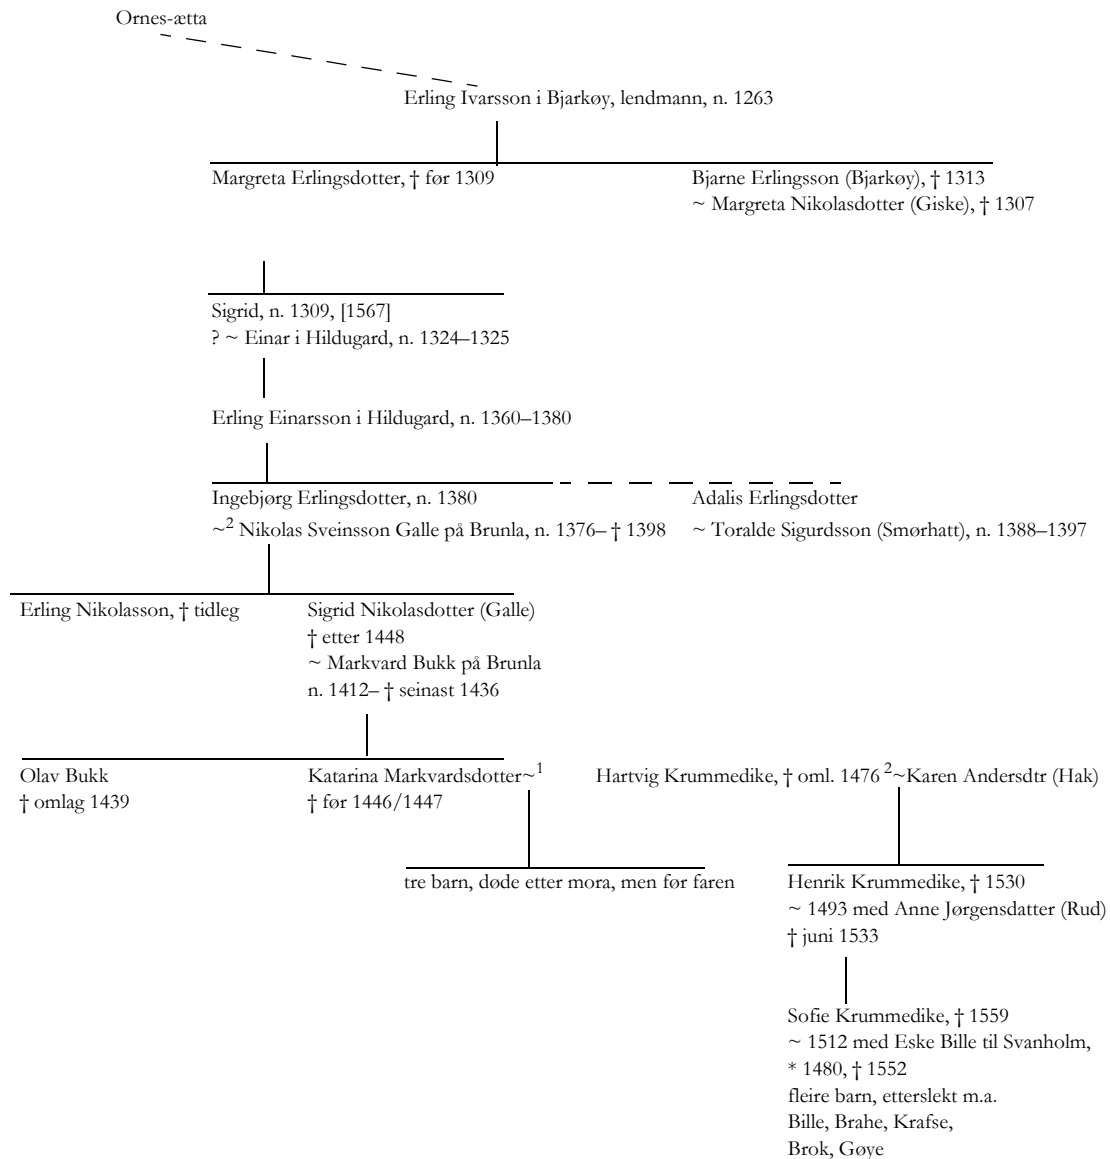 Ornes-ætta
Erling Ivarsson i Bjarkøy, lendmann, n. 1263
Margreta Erlingsdotter, † før 1309
Bjarne Erlingsson (Bjarkøy), † 1313
~ Margreta Nikolasdotter (Giske), † 1307
Sigrid, n. 1309, [1567]
? ~ Einar i Hildugard, n. 1324–1325
Erling Einarsson i Hildugard, n. 1360–1380
Ingebjørg Erlingsdotter, n. 1380
~2 Nikolas Sveinsson Galle på Brunla, n. 1376– † 1398
Adalis Erlingsdotter
~ Toralde Sigurdsson (Smørhatt), n. 1388–1397
Erling Nikolasson, † tidleg
Sigrid Nikolasdotter (Galle)
† etter 1448
~ Markvard Bukk på Brunla
n. 1412– † seinast 1436
Olav Bukk
† omlag 1439
Katarina Markvardsdotter~1
† før 1446/1447
Hartvig Krummedike, † oml. 1476 2~Karen Andersdtr (Hak)
tre barn, døde etter mora, men før faren
Henrik Krummedike, † 1530
~ 1493 med Anne Jørgensdatter (Rud)
† juni 1533
Sofie Krummedike, † 1559
~ 1512 med Eske Bille til Svanholm,
* 1480, † 1552
fleire barn, etterslekt m.a.
Bille, Brahe, Krafse,
Brok, Gøye